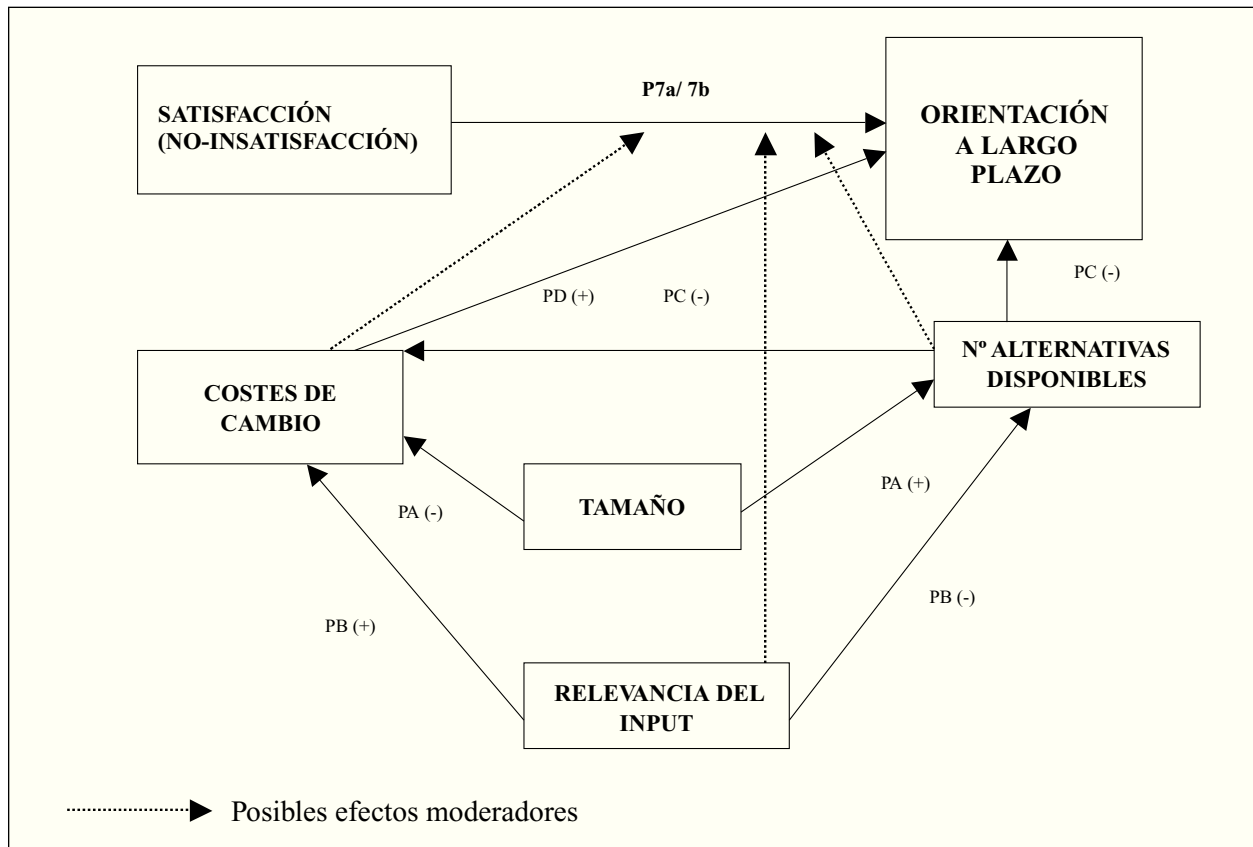 P7a/ 7b
SATISFACCIÓN
(NO-INSATISFACCIÓN)
ORIENTACIÓN
A LARGO
PLAZO
PD (+)
PC (-)
PC (-)
COSTES DE
CAMBIO
Nº ALTERNATIVAS
DISPONIBLES
PA (-)
TAMAÑO
PA (+)
PB (+)
PB (-)
RELEVANCIA DEL
INPUT
Posibles efectos moderadores